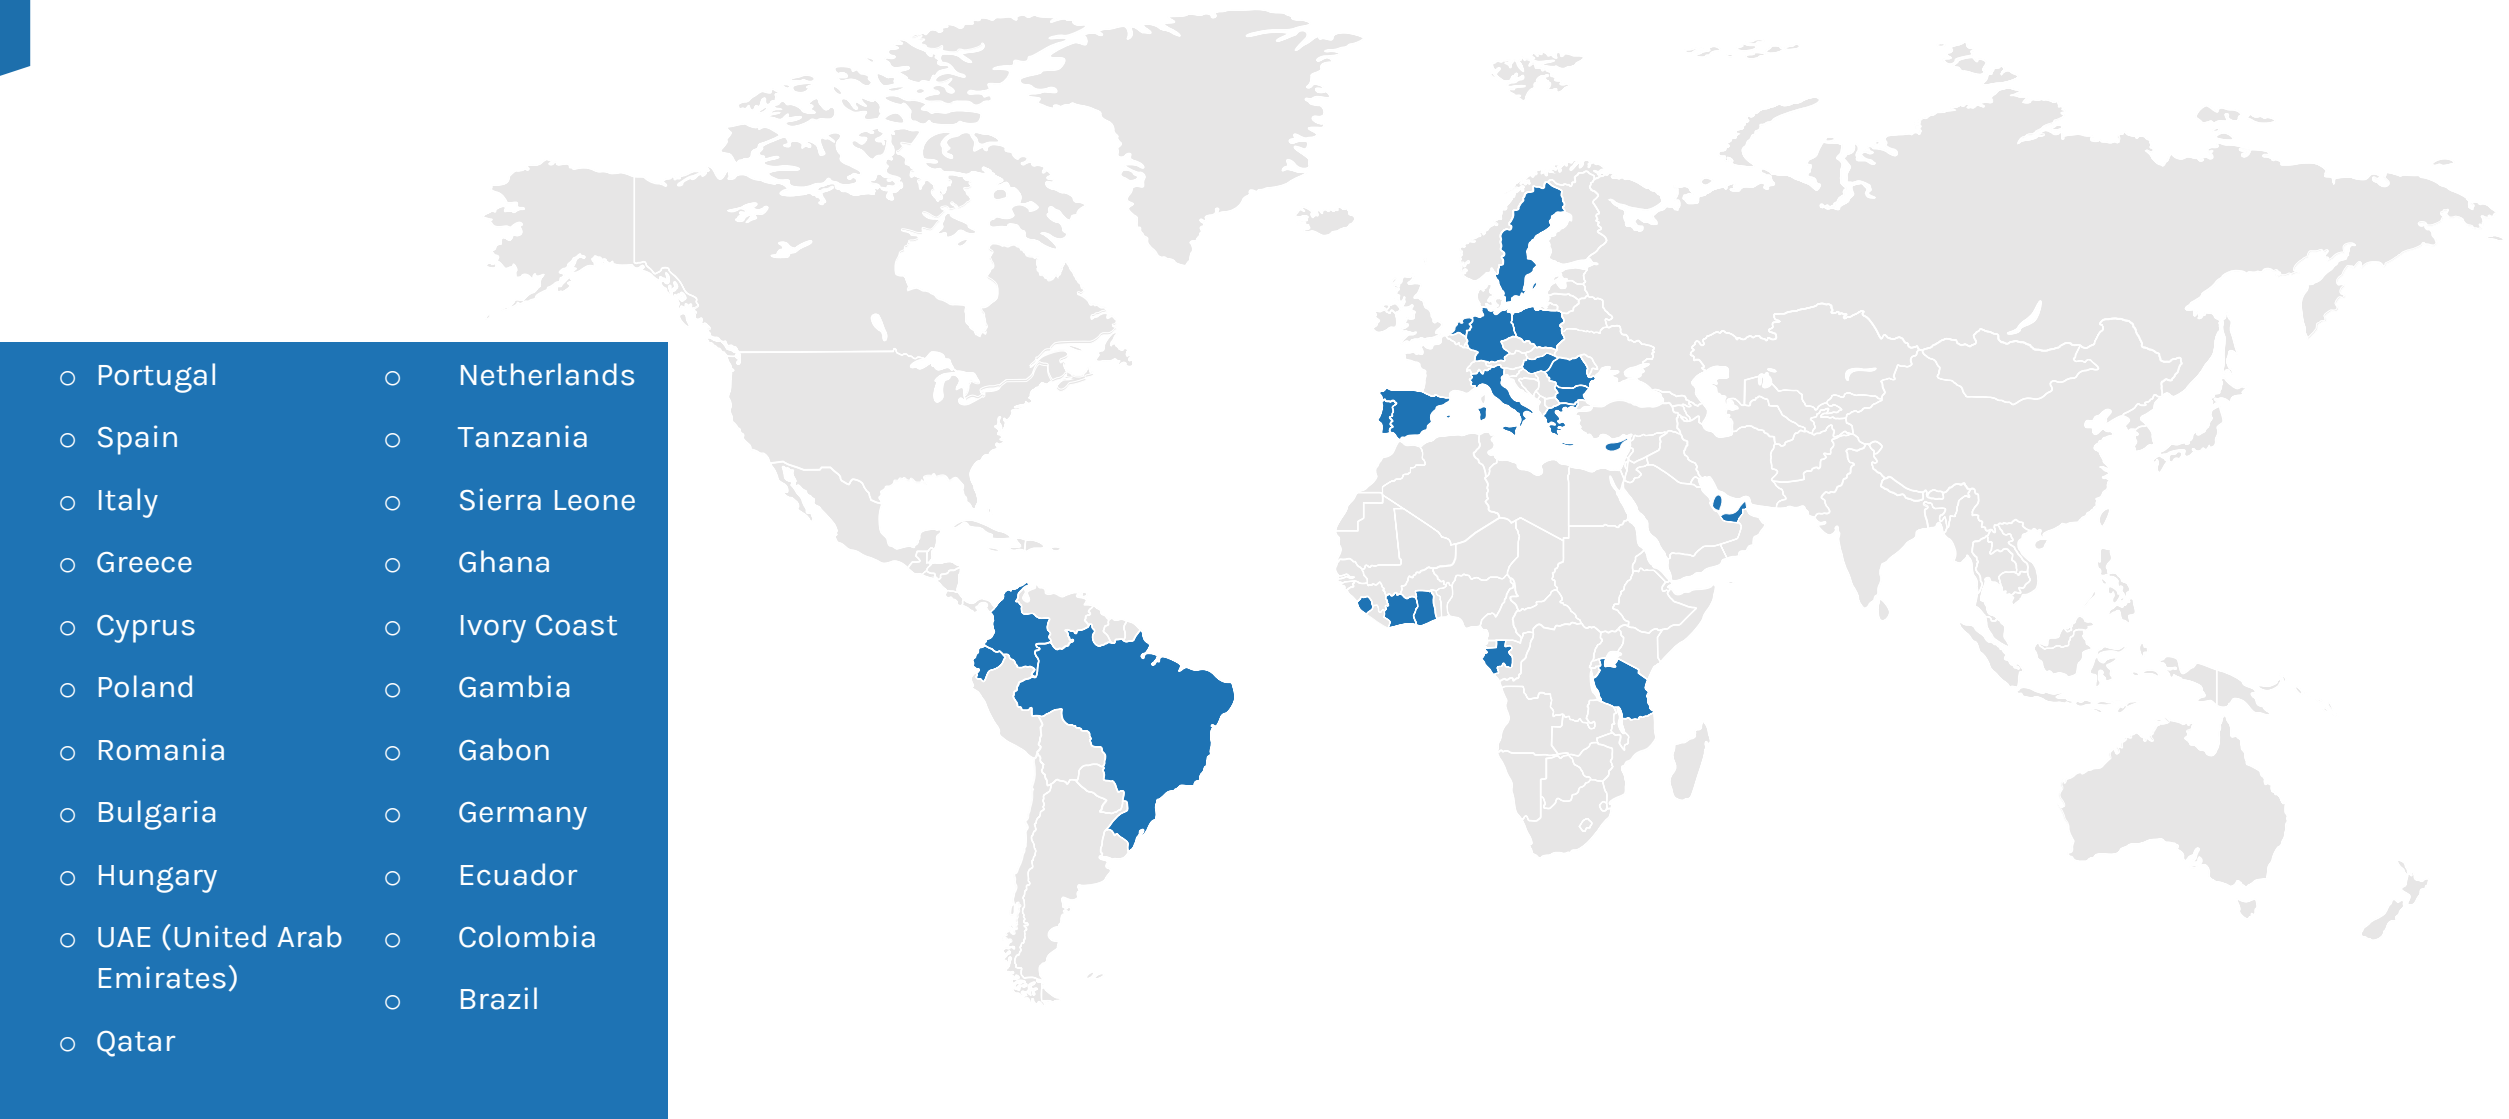 Portugal
Spain
Italy
Greece
Cyprus
Poland
Romania
Bulgaria
Hungary
UAE (United Arab
Emirates)
Qatar
Netherlands
Tanzania
Sierra Leone
Ghana
Ivory Coast
Gambia
Gabon
Germany
Ecuador
Colombia
Brazil